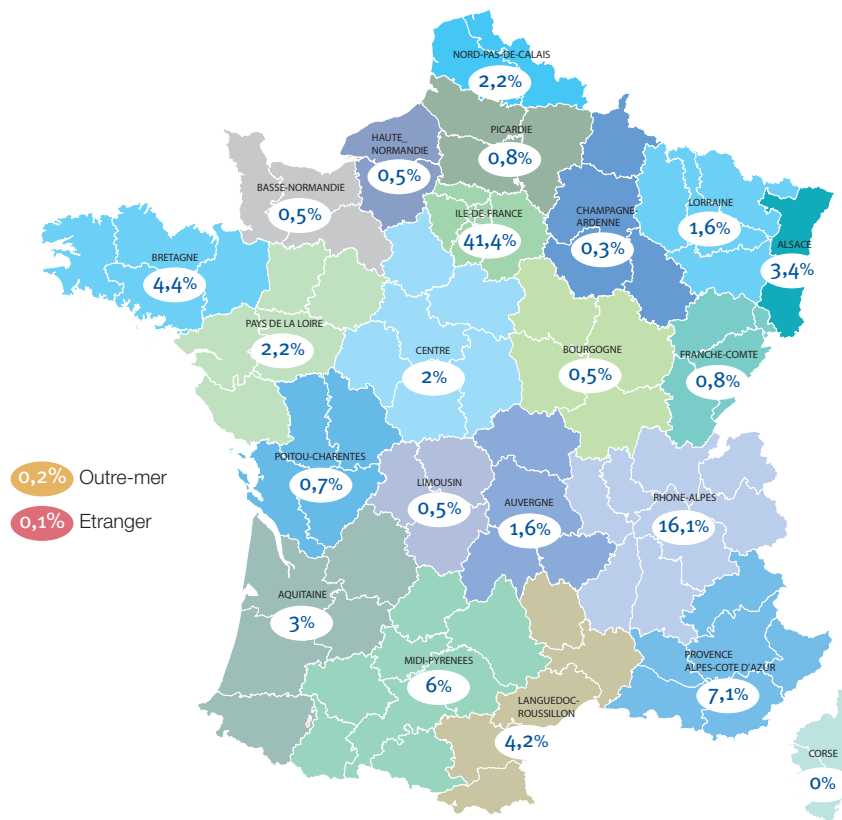 NORD-PAS-DE-CALAIS
2,2%
PICARDIE
0,8%
HAUTE_
NORMANDIE
0,5%
BASSE-NORMANDIE
0,5%
ILE-DE-FRANCE
41,4%
CHAMPAGNE-
ARDENNE
0,3%
LORRAINE
1,6%
ALSACE
3,4%
BRETAGNE
4,4%
PAYS DE LA LOIRE
2,2%
CENTRE
2%
BOURGOGNE
0,5%
FRANCHE-COMTE
0,8%
POITOU-CHARENTES
0,7%
LIMOUSIN
0,5%
AUVERGNE
1,6%
RHONE-ALPES
16,1%
0,2% Outre-mer
0,1% Etranger
AQUITAINE
3%
MIDI-PYRENEES
6%
LANGUEDOC-
ROUSSILLON
4,2%
PROVENCE
ALPES-COTE D'AZUR
7,1%
CORSE
0%